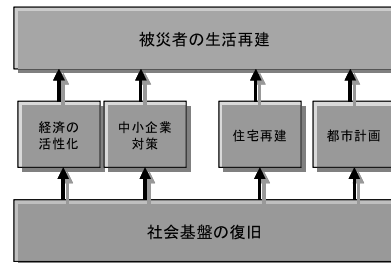 被災者の生活再建
経済の
活性化
中小企業
対策
住宅再建
都市計画
社会基盤の復旧